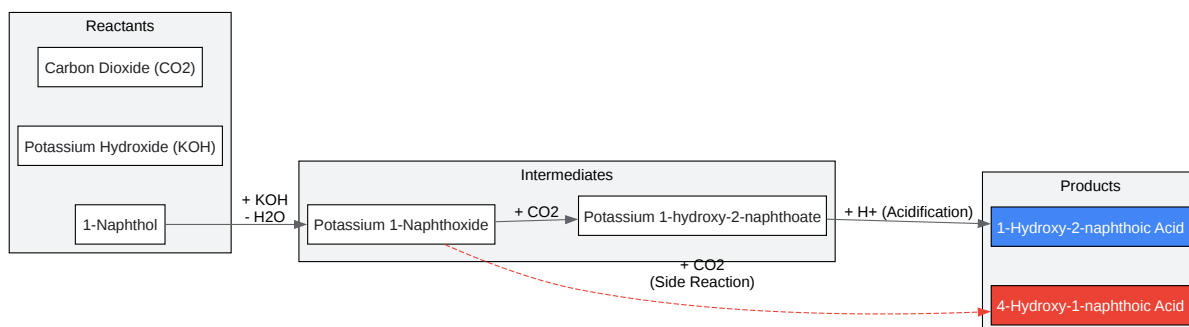 Reactants
Carbon Dioxide (CO2)
Potassium Hydroxide (KOH)
1-Naphthol
+ KOH
- H2O
Intermediates
Potassium 1-Naphthoxide
+ CO2
Potassium 1-hydroxy-2-naphthoate
+ H+ (Acidification)
+ CO2
(Side Reaction)
Products
1-Hydroxy-2-naphthoic Acid
4-Hydroxy-1-naphthoic Acid